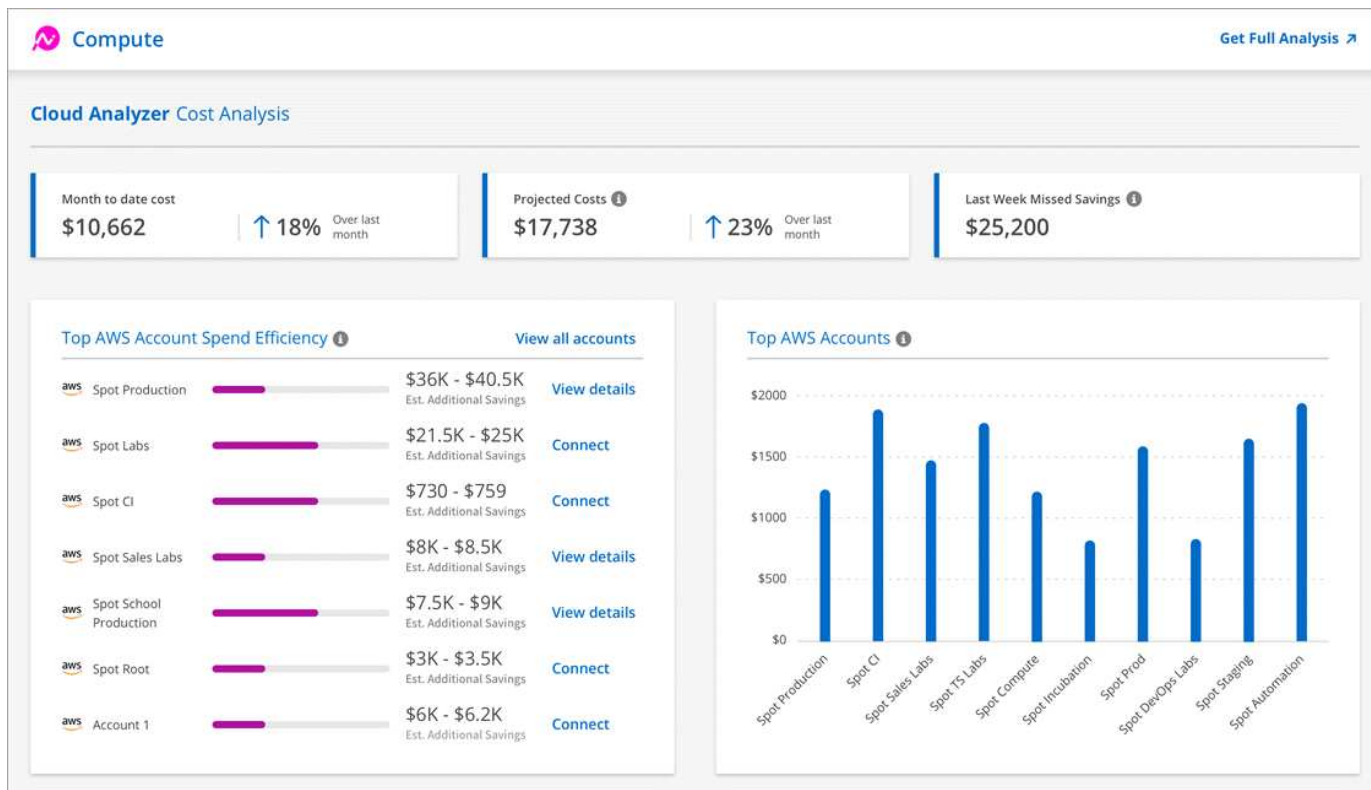 Compute
Get Full Analysis ↗
Cloud Analyzer Cost Analysis
Month to date cost
$10,662
↑ 18%
Over last
month
Projected Costs
$17,738
↑ 23%
Over last
month
Last Week Missed Savings
$25,200
Top AWS Account Spend Efficiency
View all accounts
aws Spot Production
$36K - $40.5K
Est. Additional Savings
View details
aws Spot Labs
$21.5K - $25K
Est. Additional Savings
Connect
aws Spot CI
$730 - $759
Est. Additional Savings
Connect
aws Spot Sales Labs
$8K - $8.5K
Est. Additional Savings
View details
aws Spot School
Production
$7.5K - $9K
Est. Additional Savings
View details
aws Spot Root
$3K - $3.5K
Est. Additional Savings
Connect
aws Account 1
$6K - $6.2K
Est. Additional Savings
Connect
Top AWS Accounts
$2000
$1500
$1000
$500
$0
Spot Production
Spot CI
Spot Sales Labs
Spot TS Labs
Spot Compute
Spot Incubation
Spot Prod
Spot DevOps Labs
Spot Staging
Spot Automation